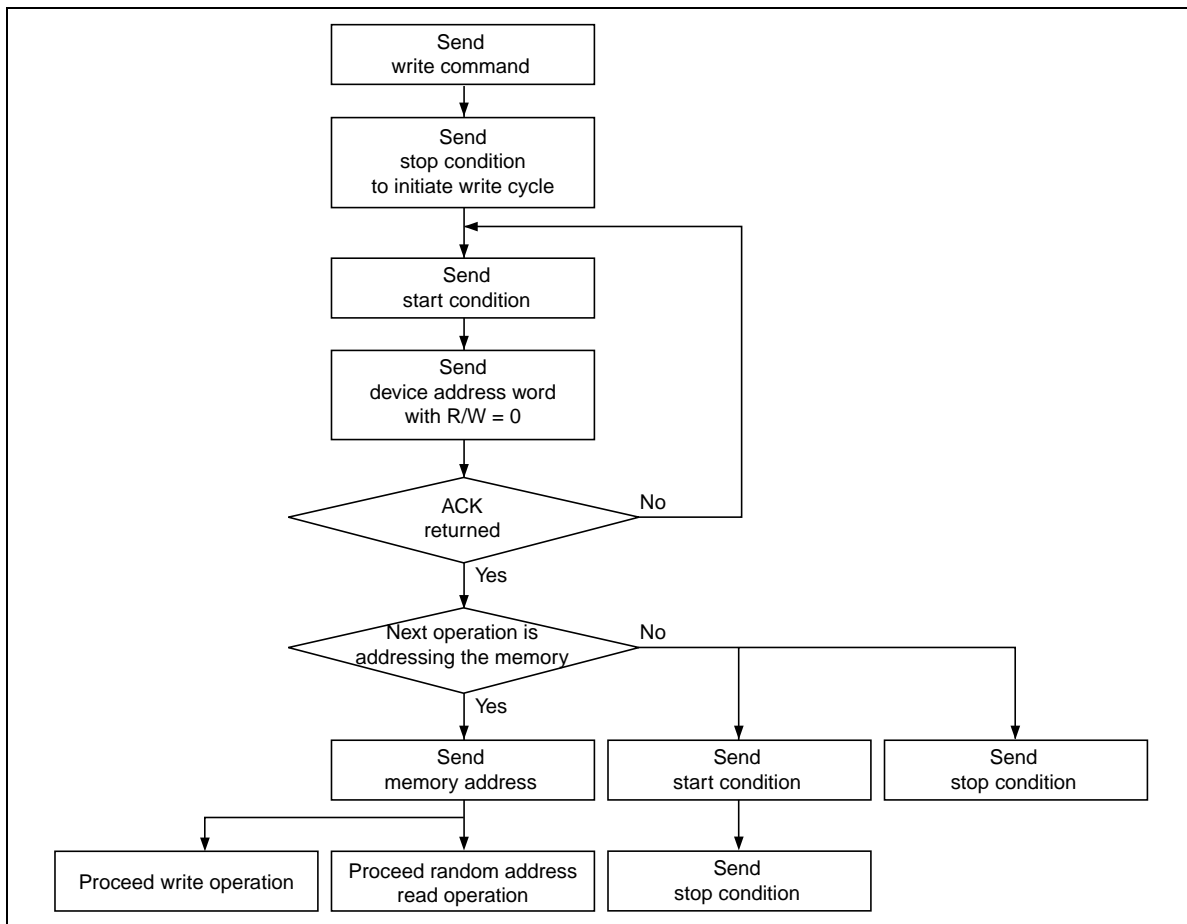 Send
write command
Send
stop condition
to initiate write cycle
Send
start condition
Send
device address word
with R/W = 0
ACK
returned
No
Yes
Next operation is
addressing the memory
No
Yes
Send
memory address
Send
start condition
Send
stop condition
Proceed write operation
Proceed random address
read operation
Send
stop condition